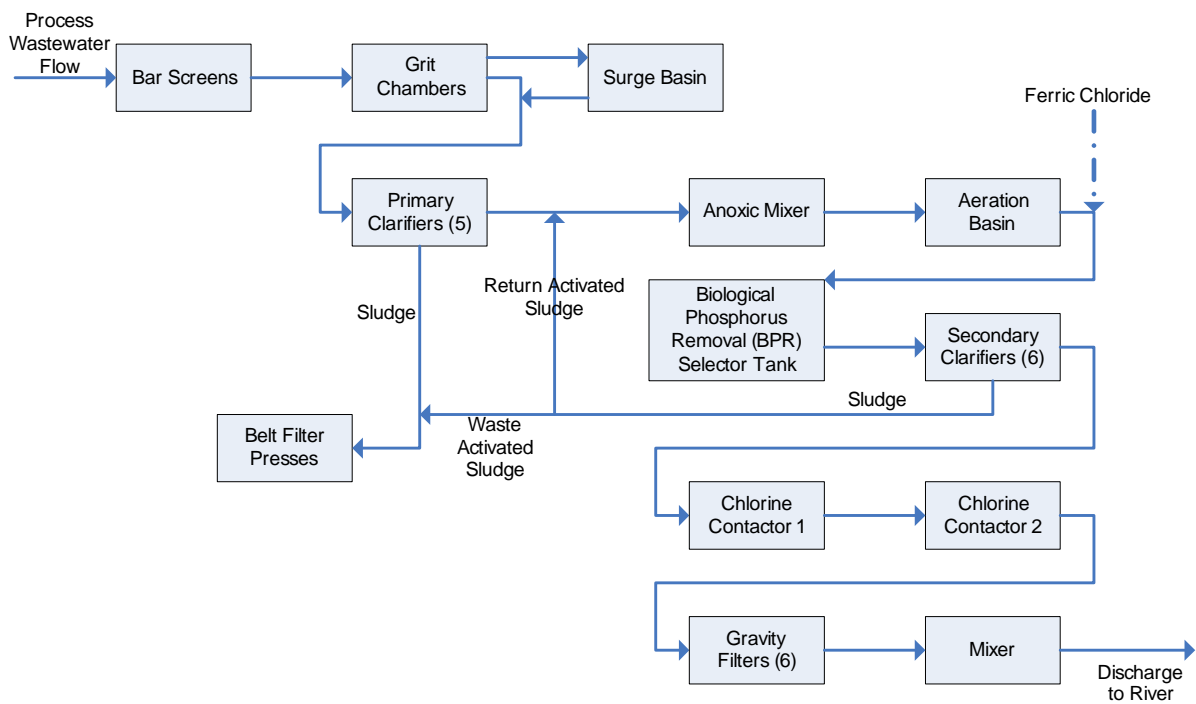 Process
Wastewater
Flow
Bar Screens
Grit
Chambers
Surge Basin
Ferric Chloride
Primary
Clarifiers (5)
Anoxic Mixer
Aeration
Basin
Return Activated
Sludge
Sludge
Biological
Phosphorus
Removal (BPR)
Selector Tank
Secondary
Clarifiers (6)
Sludge
Belt Filter
Presses
Waste
Activated
Sludge
Chlorine
Contactor 1
Chlorine
Contactor 2
Gravity
Filters (6)
Mixer
Discharge
to River